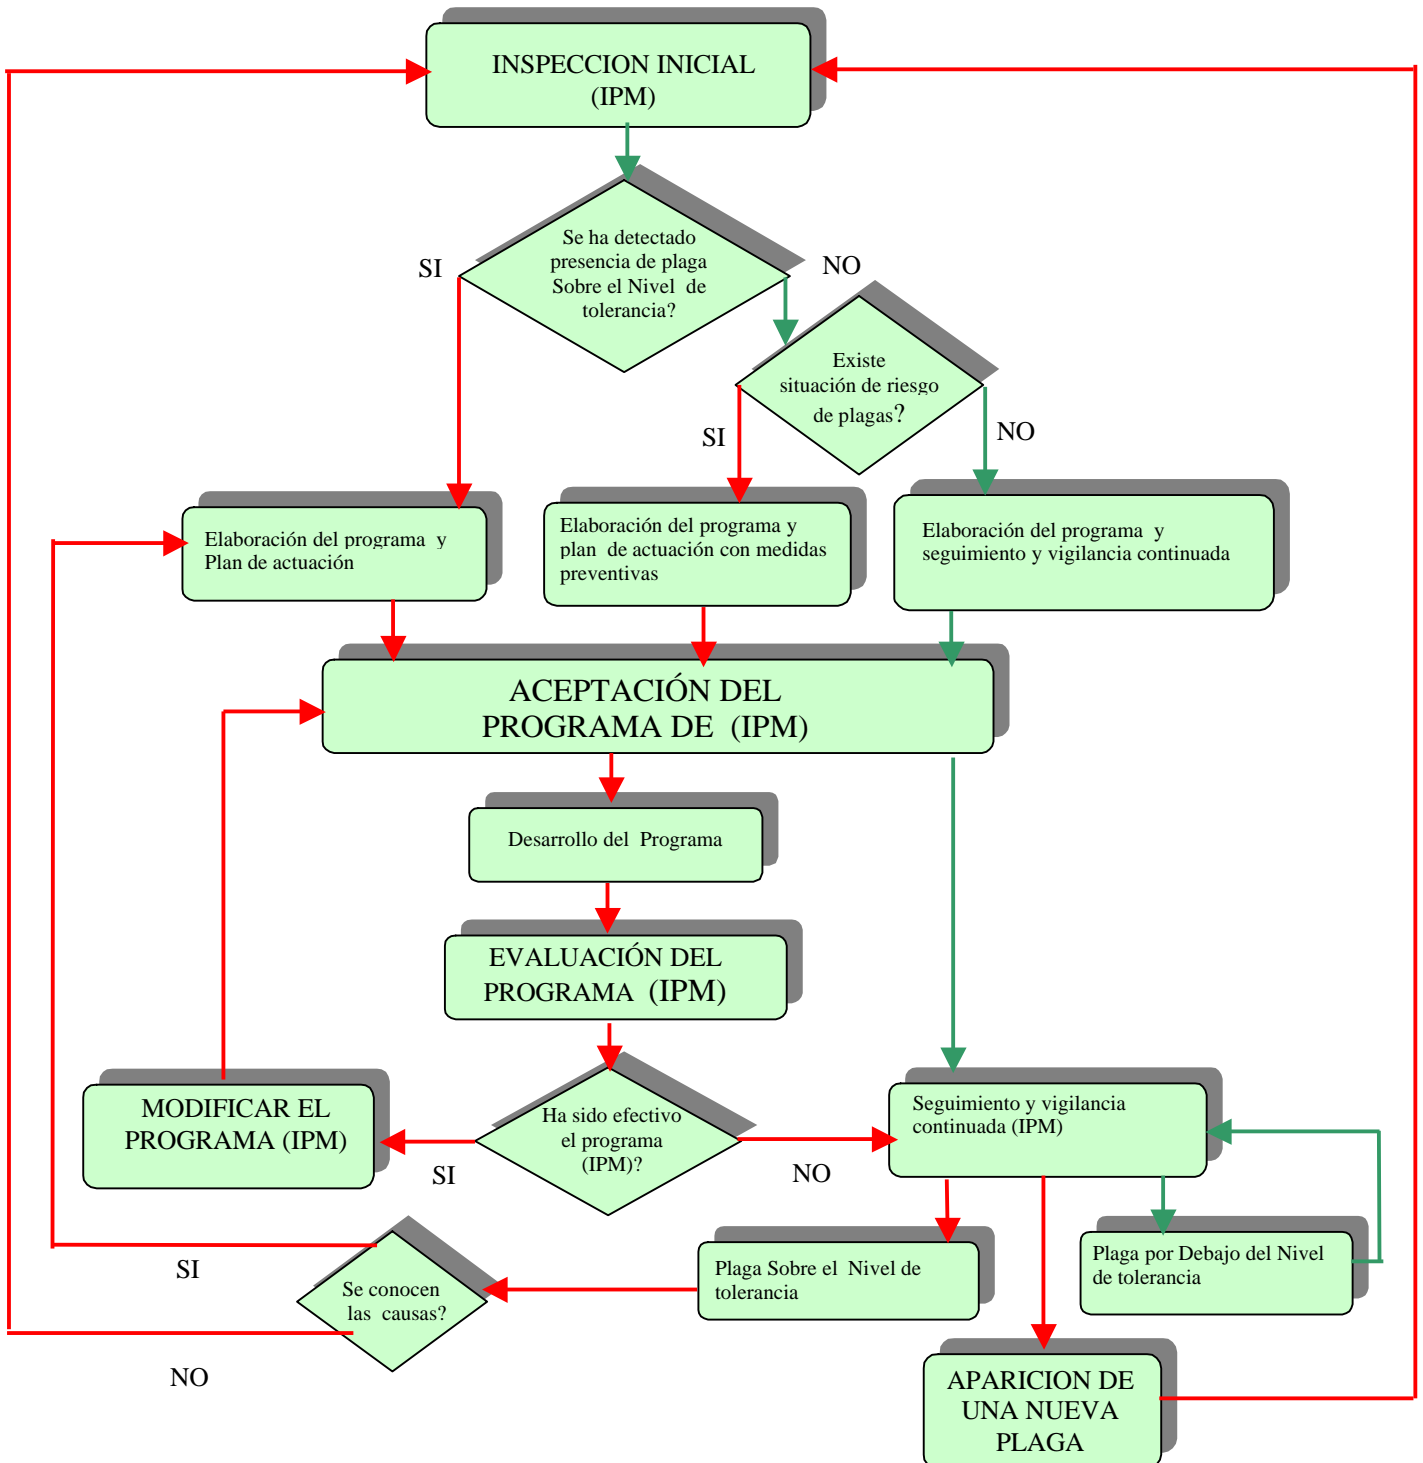 INSPECCION INICIAL
(IPM)
Se ha detectado
presencia de plaga
Sobre el Nivel de
tolerancia?
SI
NO
Existe
situación de riesgo
de plagas?
SI
NO
Elaboración del programa y
Plan de actuación
Elaboración del programa y
plan de actuación con medidas
preventivas
Elaboración del programa y
seguimiento y vigilancia continuada
ACEPTACIÓN DEL
PROGRAMA DE (IPM)
Desarrollo del Programa
EVALUACIÓN DEL
PROGRAMA (IPM)
MODIFICAR EL
PROGRAMA (IPM)
Ha sido efectivo
el programa
(IPM)?
SI
NO
Seguimiento y vigilancia
continuada (IPM)
Plaga por Debajo del Nivel
de tolerancia
Plaga Sobre el Nivel de
tolerancia
SI
Se conocen
las causas?
NO
APARICION DE
UNA NUEVA
PLAGA